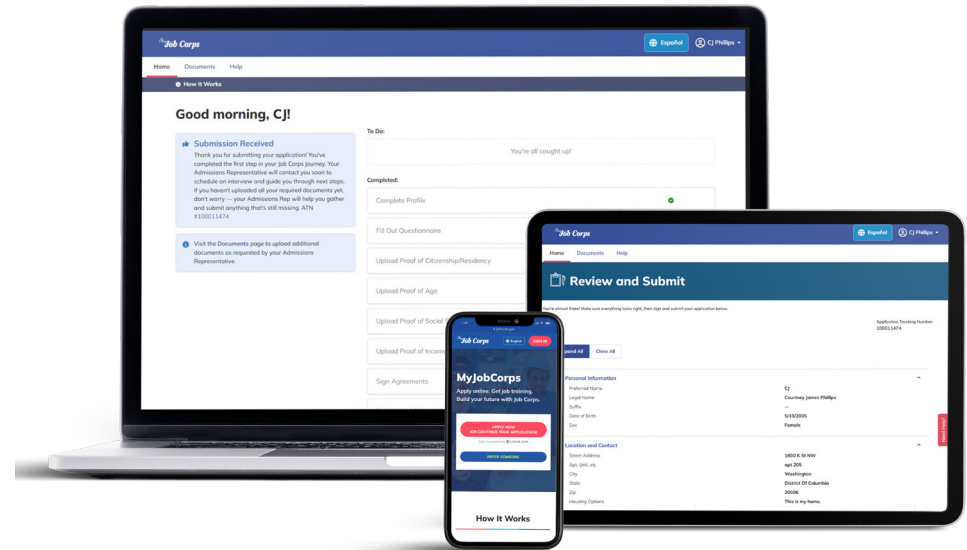 The Job Corps
Español
CJ Phillips
Home Documents Help
How It Works
Good morning, CJ!
Submission Received
Thank you for submitting your application! You've
completed the first step in your Job Corps journey. Your
Admissions Representative will contact you soon to
schedule an interview and guide you through next steps.
If you haven't uploaded all your required documents yet,
don't worry — your Admissions Rep will help you gather
and submit anything that's still missing. ATN
#100011474
Visit the Documents page to upload additional
documents as requested by your Admissions
Representative.
To Do:
You're all caught up!
Completed:
Complete Profile
Fill Out Questionnaire
Upload Proof of Citizenship/Residency
Upload Proof of Age
Upload Proof of Social S
Upload Proof of Income
Sign Agreements
The Job Corps
English
SIGN IN
MyJobCorps
Apply online. Get job training.
Build your future with Job Corps.
APPLY NOW
(OR CONTINUE YOUR APPLICATION)
REFER SOMEONE
How It Works
The Job Corps
Español
CJ Phillips
Home Documents Help
Review and Submit
You're almost there! Make sure everything looks right, then sign and submit your application below.
Application Tracking Number
100011474
pand All
Close All
Personal Information
Preferred Name CJ
Legal Name Courtney James Phillips
Suffix --
Date of Birth 5/13/2005
Sex Female
Location and Contact
Street Address 1600 K St NW
Apt, Unit, etc apt 205
City Washington
State District Of Columbia
Zip 20006
Housing Options This is my home.
Need Help?